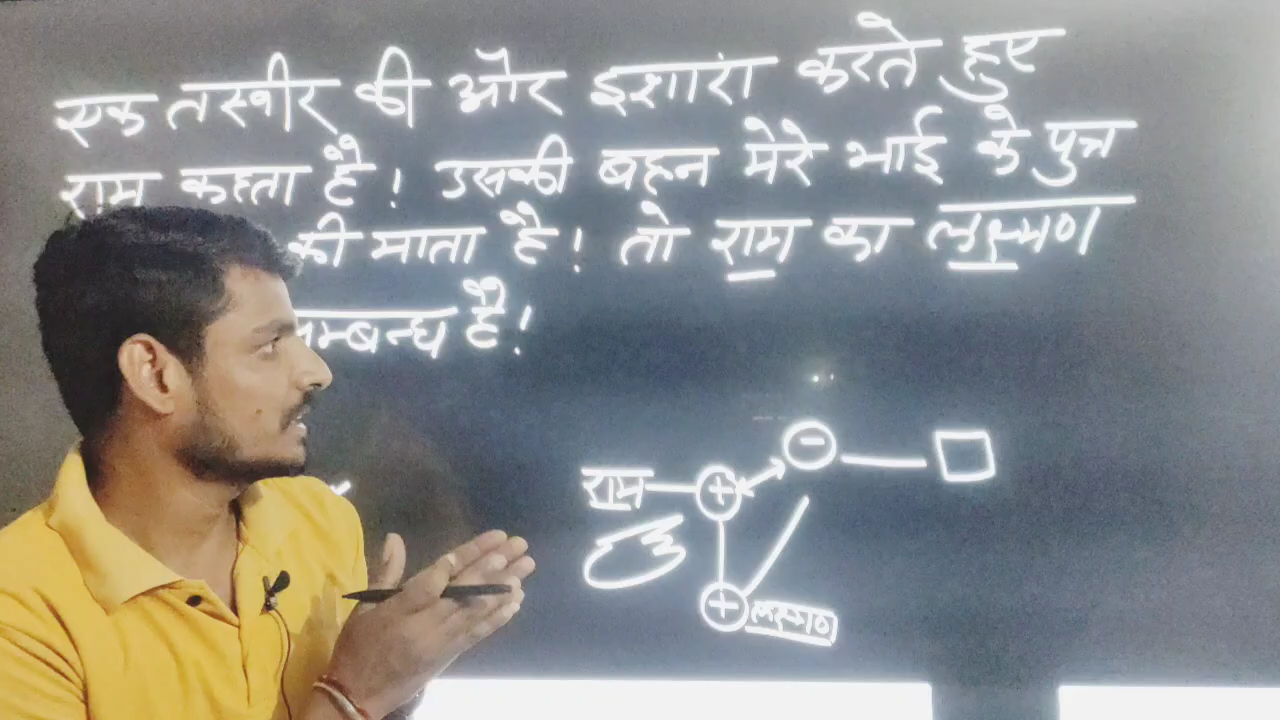 एक तस्वीर की ओर इशारा करते हुए
राम कहता है! उसकी बहन मेरे भाई के पुत्र
की माता है! तो राम का लक्ष्मण
सम्बन्ध है!
राम
लक्ष्मण